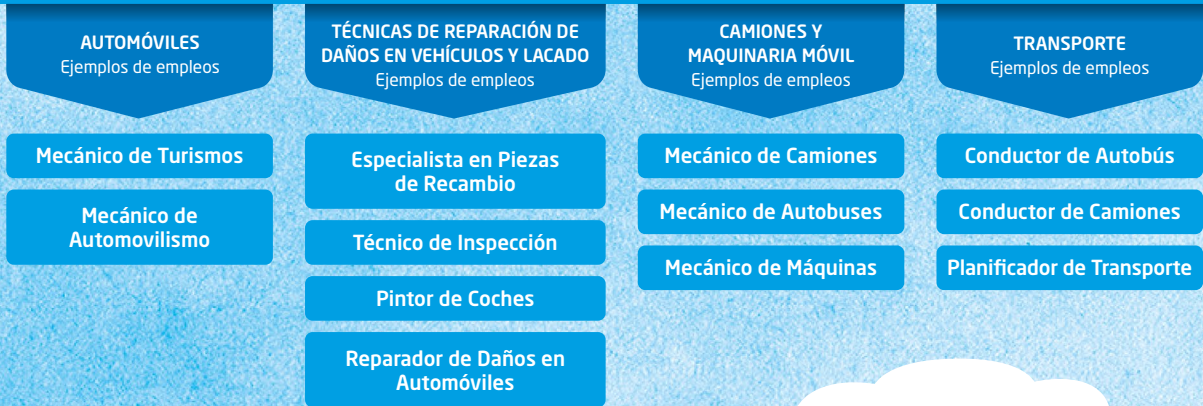 AUTOMÓVILES
Ejemplos de empleos
Mecánico de Turismos
Mecánico de
Automovilismo
TÉCNICAS DE REPARACIÓN DE
DAÑOS EN VEHÍCULOS Y LACADO
Ejemplos de empleos
Especialista en Piezas
de Recambio
Técnico de Inspección
Pintor de Coches
Reparador de Daños en
Automóviles
CAMIONES Y
MAQUINARIA MÓVIL
Ejemplos de empleos
Mecánico de Camiones
Mecánico de Autobuses
Mecánico de Máquinas
TRANSPORTE
Ejemplos de empleos
Conductor de Autobús
Conductor de Camiones
Planificador de Transporte